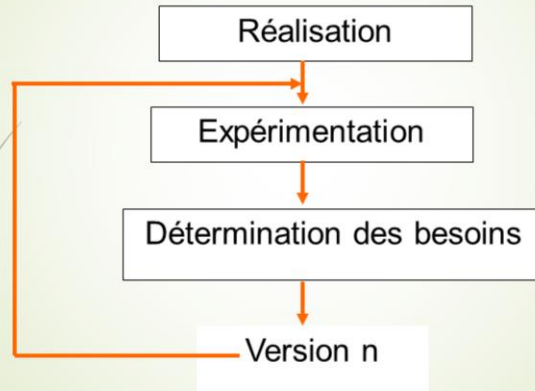 Réalisation
Expérimentation
Détermination des besoins
Version n